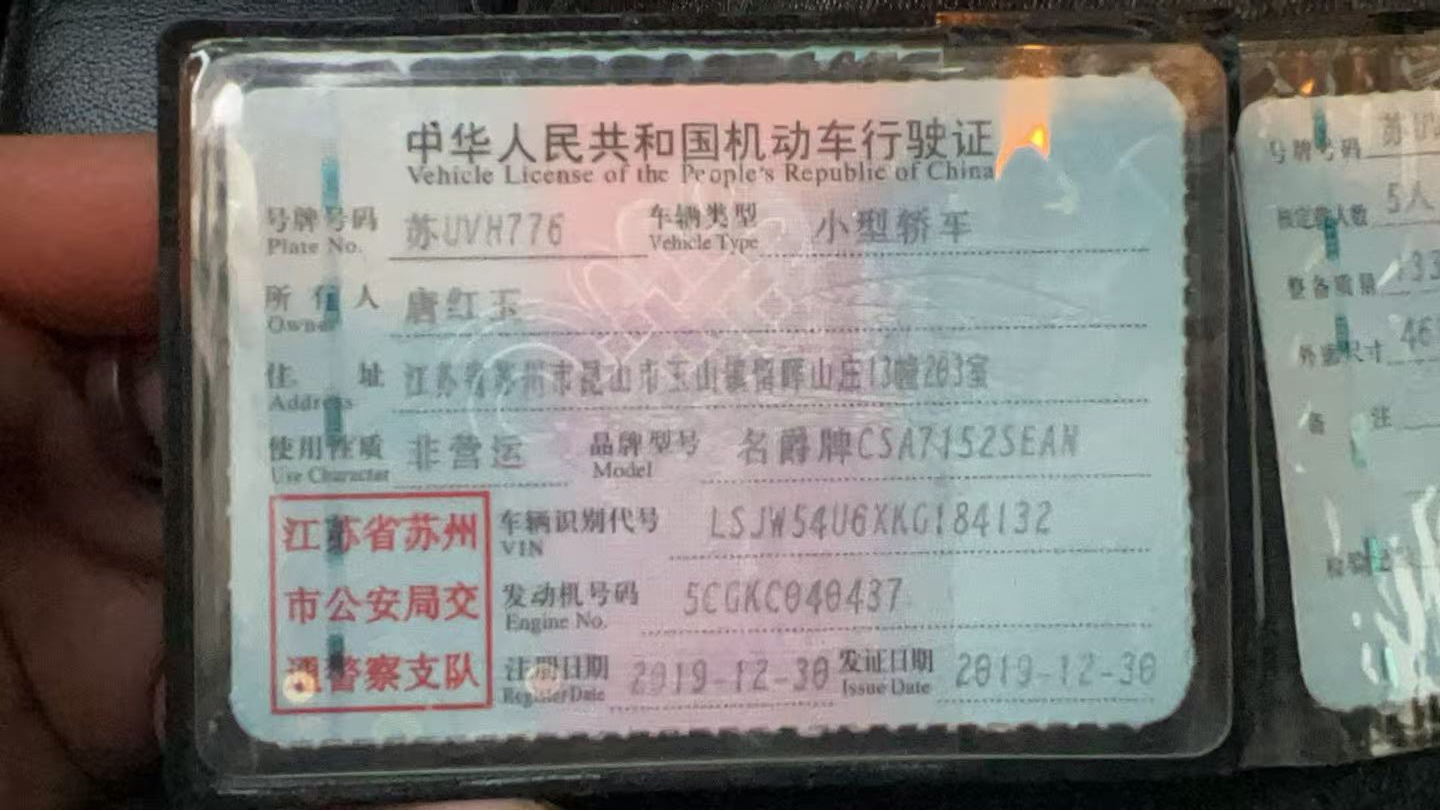 中华人民共和国机动车行驶证
Vehicle License of the People's Republic of China
号牌号码 苏UVH776 车辆类型 小型轿车
Plate No. Vehicle Type
所有人 唐红玉
Owner
住 址 江苏省苏州市昆山市玉山镇 山庄13幢203室
Address
使用性质 非营运 品牌型号 名爵牌CSA7152SEAN
Use Character Model
江苏省苏州
市公安局交
通警察支队
车辆识别代号 LSJW54U6XKG184132
VIN
发动机号码 5CGKC040437
Engine No.
注册日期 2019-12-30 发证日期 2019-12-30
Register Date Issue Date
号牌号码 苏UV
核定载人数 5人
整备质量 133
外廓尺寸 46
备 注